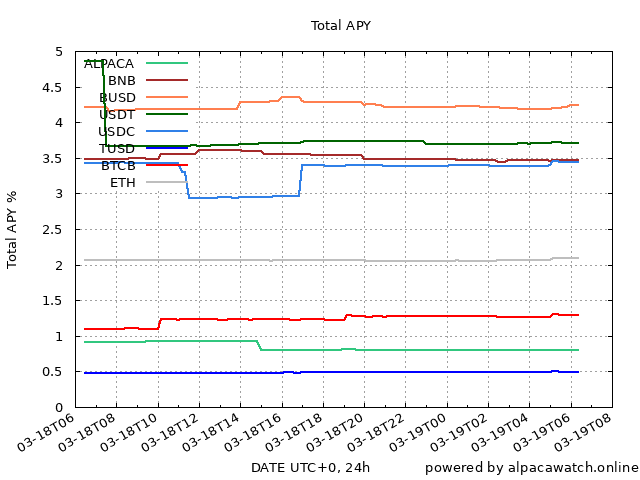 Total APY
Total APY %
5
4.5
4
3.5
3
2.5
2
1.5
1
0.5
0
ALPACA
BNB
BUSD
USDT
USDC
TUSD
BTCB
ETH
03-18T06
03-18T08
03-18T10
03-18T12
03-18T14
03-18T16
03-18T18
03-18T20
03-18T22
03-19T00
03-19T02
03-19T04
03-19T06
03-19T08
DATE UTC+0, 24h
powered by alpacawatch.online